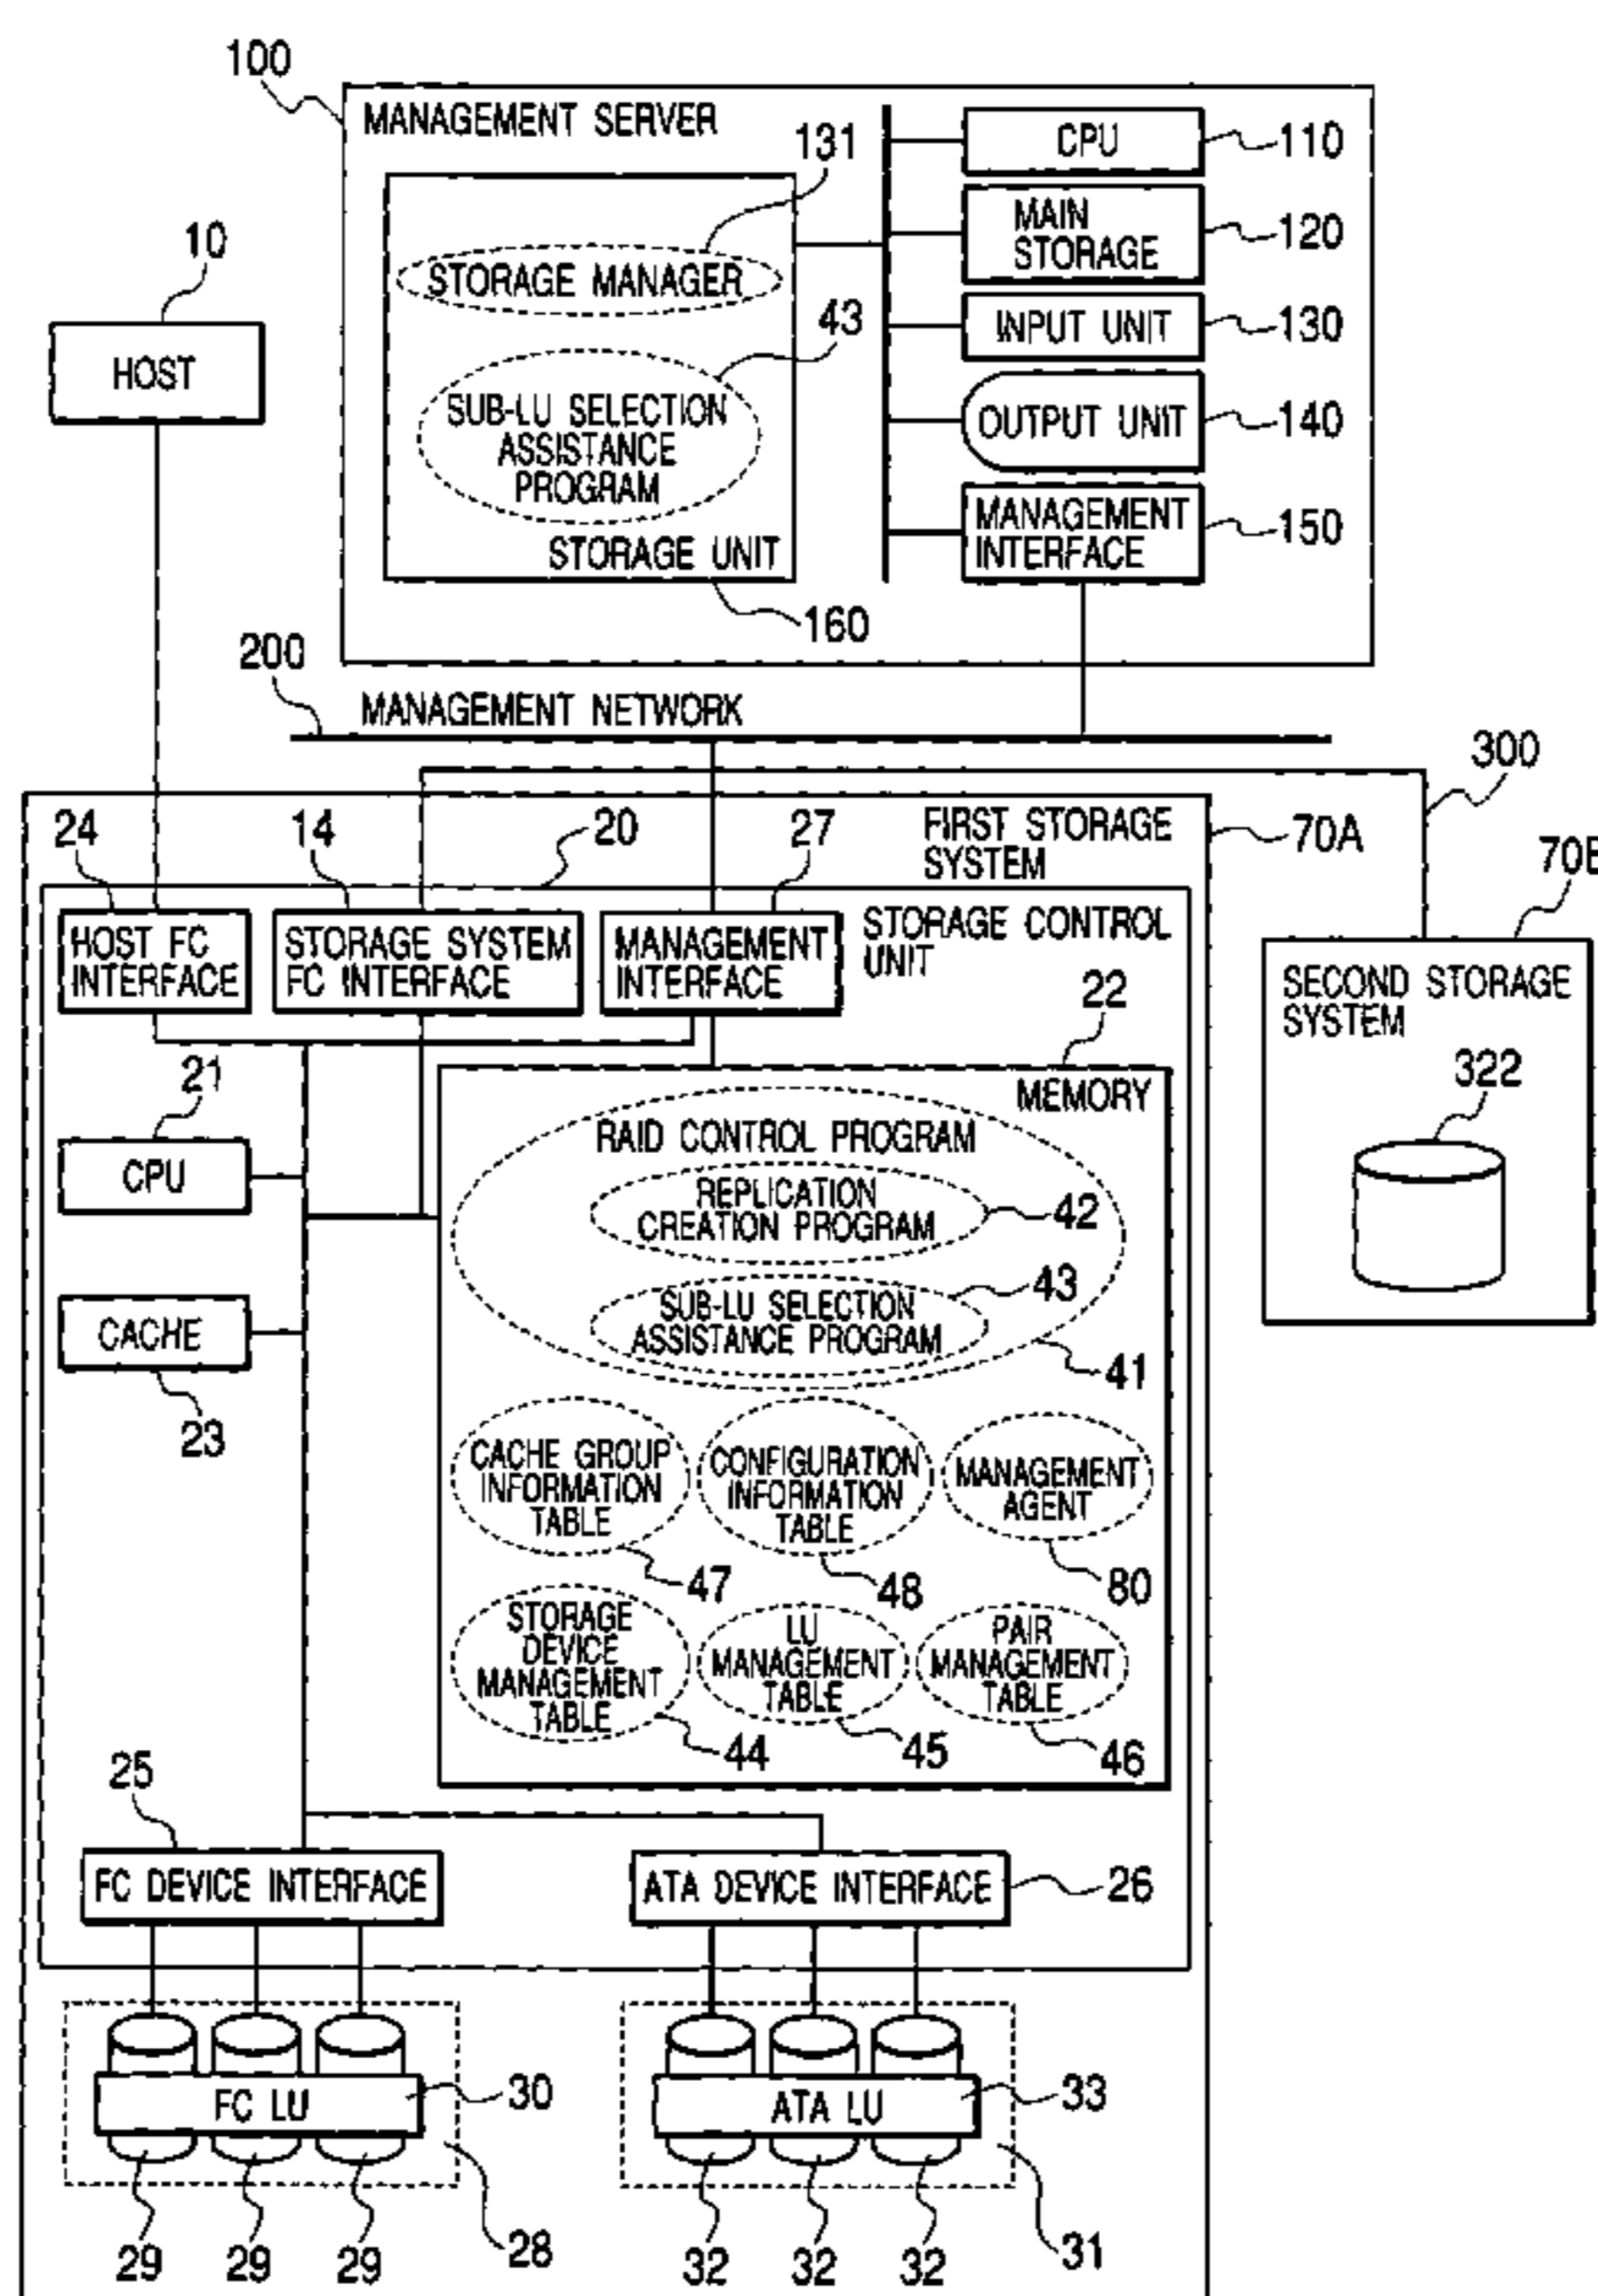 100
MANAGEMENT SERVER
131
CPU
110
MAIN
STORAGE
120
10
STORAGE MANAGER
43
INPUT UNIT
130
HOST
SUB-LU SELECTION
ASSISTANCE
PROGRAM
OUTPUT UNIT
140
STORAGE UNIT
MANAGEMENT
INTERFACE
150
160
200
MANAGEMENT NETWORK
300
24
14
20
27
FIRST STORAGE
SYSTEM
70A
70B
HOST FC
INTERFACE
STORAGE SYSTEM
FC INTERFACE
MANAGEMENT
INTERFACE
STORAGE CONTROL
UNIT
SECOND STORAGE
SYSTEM
22
322
21
MEMORY
CPU
RAID CONTROL PROGRAM
REPLICATION
CREATION PROGRAM
42
43
SUB-LU SELECTION
ASSISTANCE PROGRAM
CACHE
41
23
CACHE GROUP
INFORMATION
TABLE
CONFIGURATION
INFORMATION
TABLE
MANAGEMENT
AGENT
47
48
80
STORAGE
DEVICE
MANAGEMENT
TABLE
LU
MANAGEMENT
TABLE
PAIR
MANAGEMENT
TABLE
44
45
46
25
FC DEVICE INTERFACE
ATA DEVICE INTERFACE
26
FC LU
30
ATA LU
33
29
29
29
28
32
32
32
31